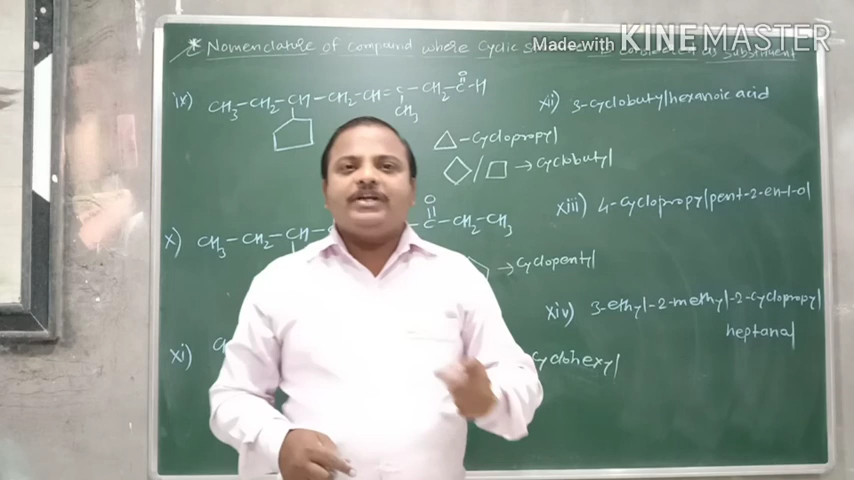 * Nomenclature of compound where cyclic substituent
Made with KINEMASTER
ix) CH3-CH2-CH-CH2-CH=C-CH2-C-H
O
CH3
△-Cyclopropyl
◇/□→Cyclobutyl
x) CH3-CH2-CH C-CH2-CH3
O
→Cyclopentyl
xi)
Cyclohexyl
xii) 3-cyclobutylhexanoic acid
xiii) 4-cyclopropylpent-2-en-1-ol
xiv) 3-ethyl-2-methyl-2-cyclopropyl
heptanal